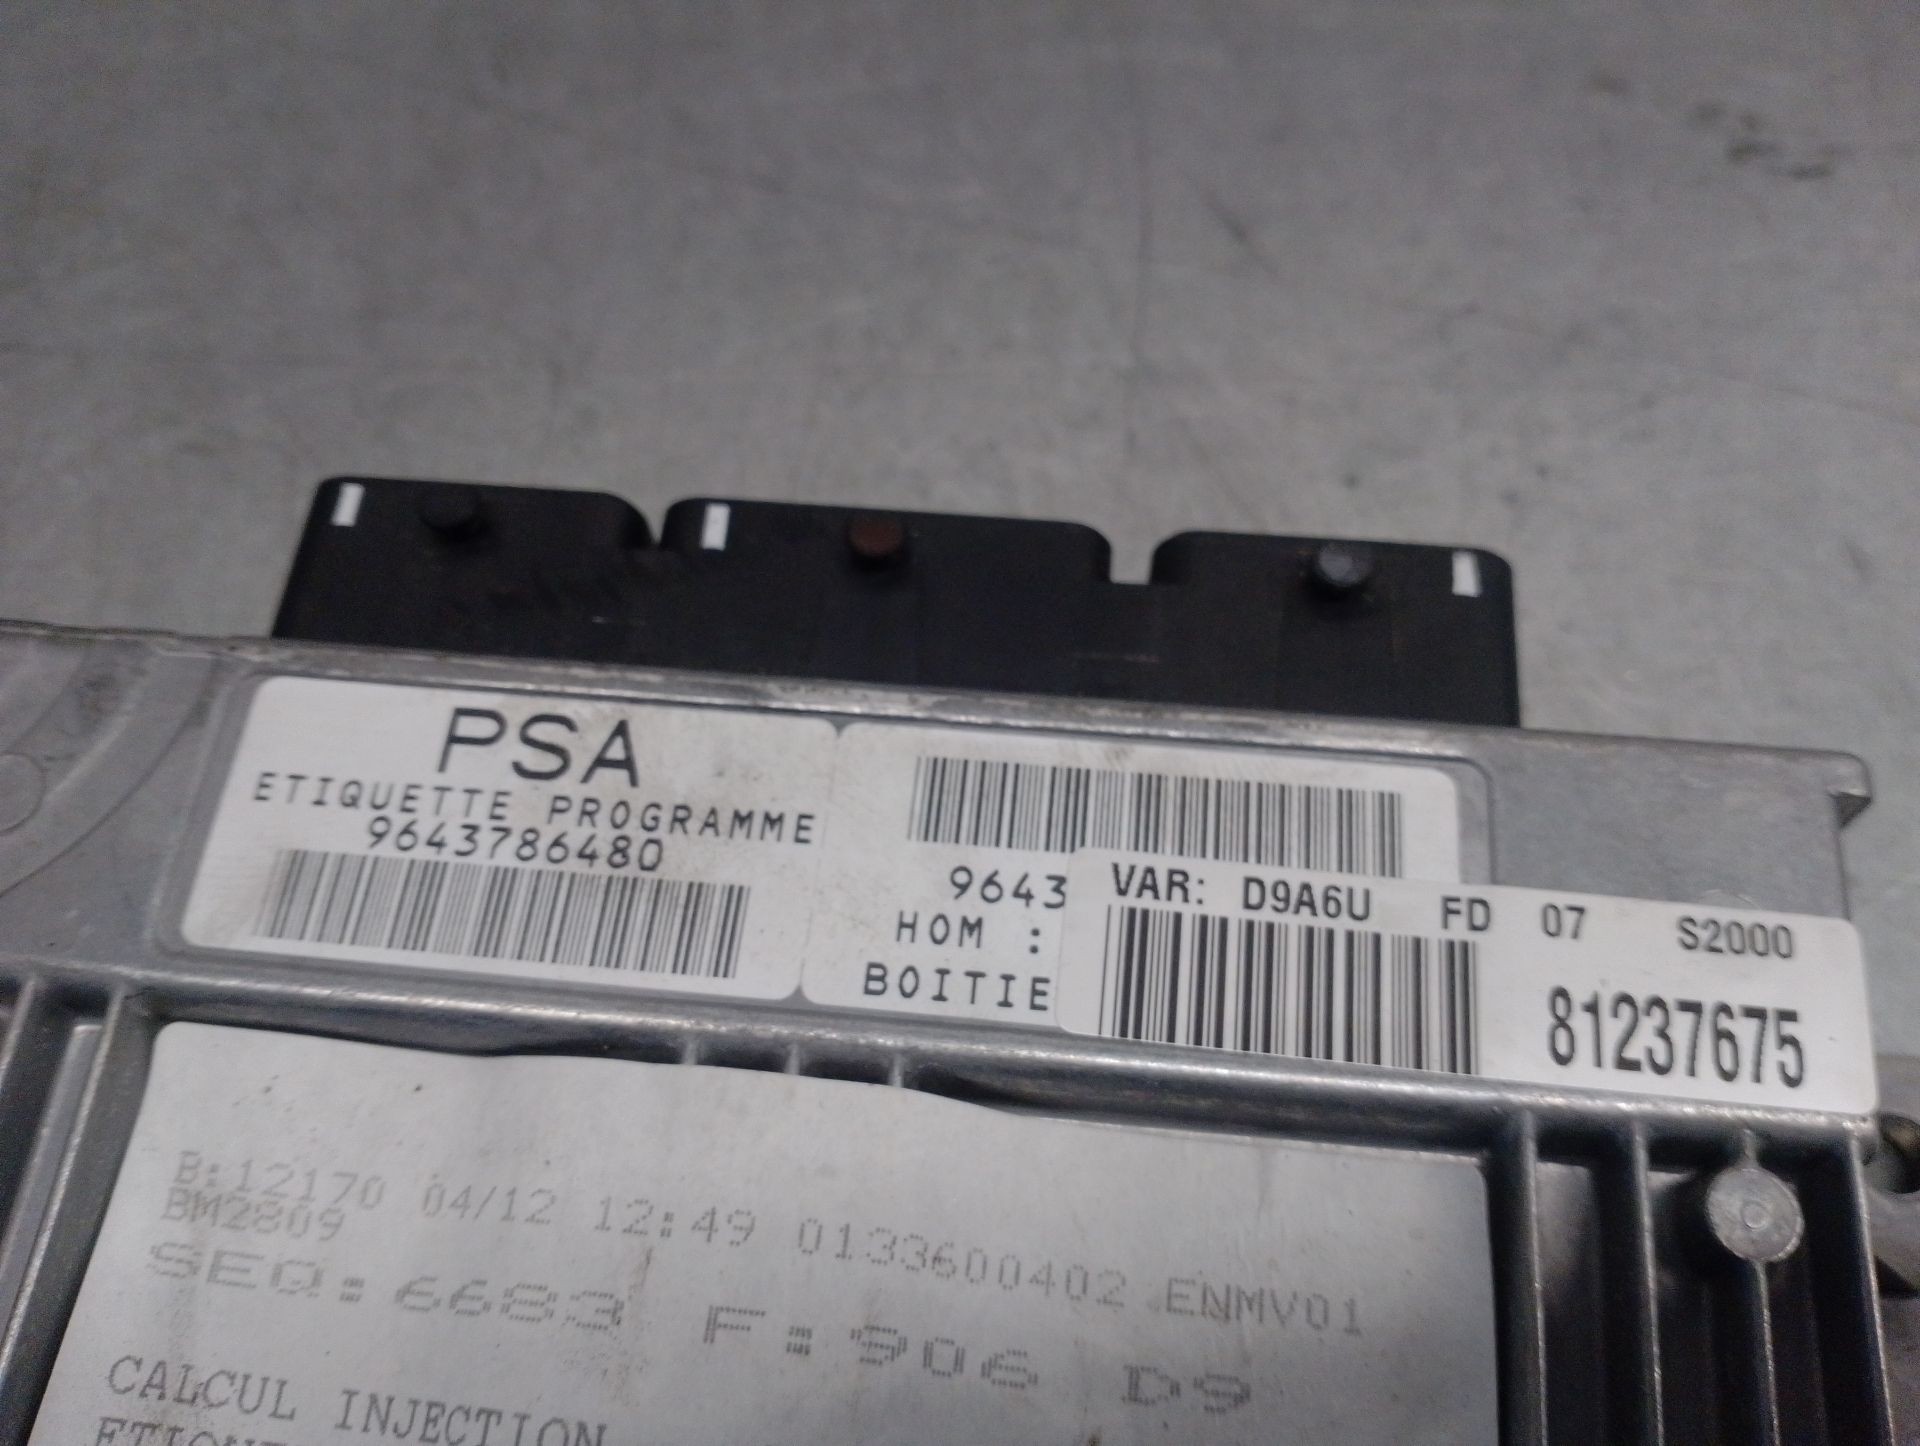 PSA
ETIQUETTE PROGRAMME
9643786480
9643
HOM :
BOITIE
VAR: D9A6U FD 07 S2000
81237675
B:12170 04/12 12:49 0133600402 ENMV01
BM2809
SEQ: 6683 F: 906 D9
CALCUL INJECTION